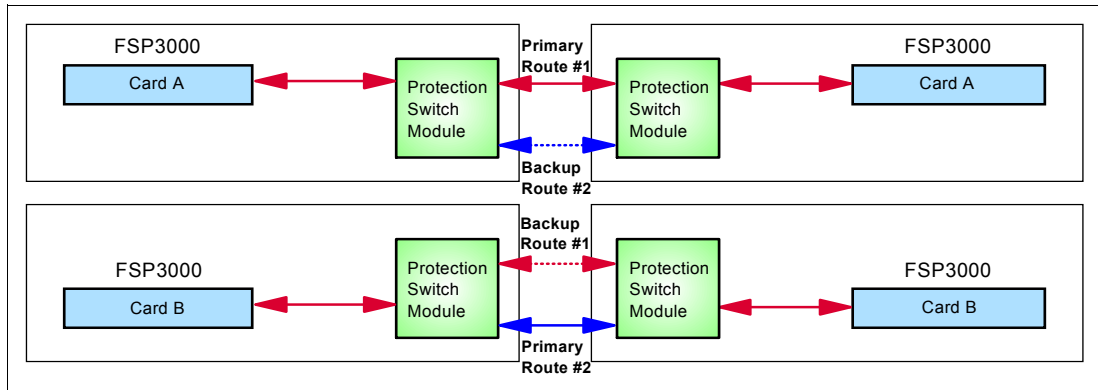 FSP3000
Card A
Protection
Switch
Module
Primary
Route #1
Backup
Route #2
Protection
Switch
Module
FSP3000
Card A
FSP3000
Card B
Protection
Switch
Module
Backup
Route #1
Primary
Route #2
Protection
Switch
Module
FSP3000
Card B